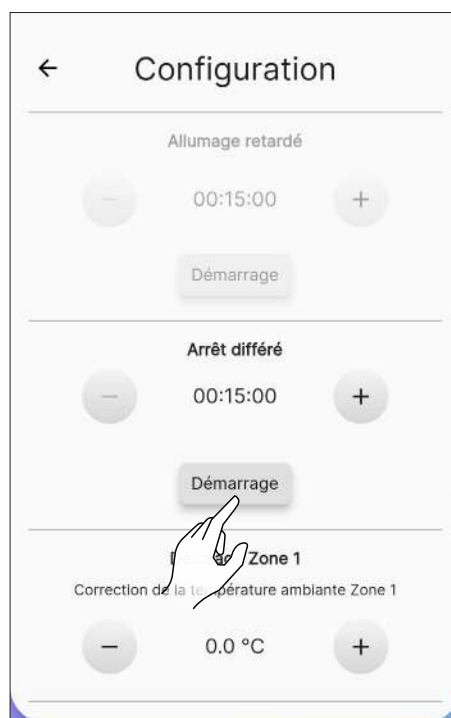 ← Configuration
Allumage retardé
− 00:15:00 +
Démarrage
Arrêt différé
− 00:15:00 +
Démarrage
Zone 1
Correction de la température ambiante Zone 1
− 0.0 °C +